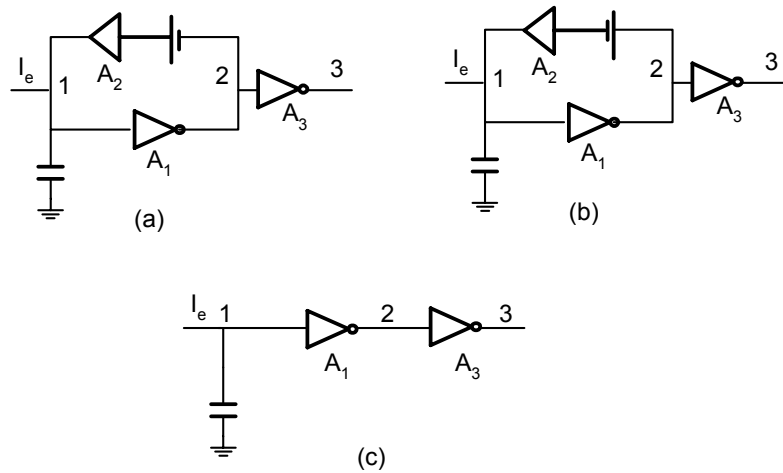 I_e 1 A_2 2 3
A_1 A_3
(a)
I_e 1 A_2 2 3
A_1 A_3
(b)
I_e 1 2 3
A_1 A_3
(c)